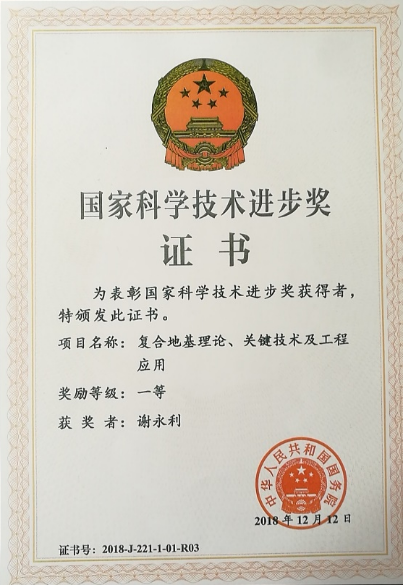 国家科学技术进步奖
证书
为表彰国家科学技术进步奖获得者，
特颁发此证书。
项目名称：复合地基理论、关键技术及工程
应用
奖励等级：一等
获奖者：谢永利
中华人民共和国国务院
2018年12月12日
证书号：2018-J-221-1-01-R03